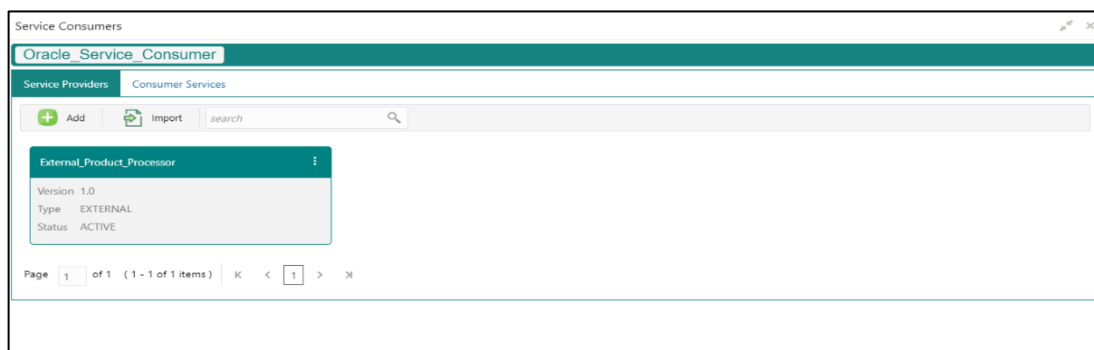 Service Consumers
Oracle_Service_Consumer
Service Providers Consumer Services
Add Import search
External_Product_Processor
Version 1.0
Type EXTERNAL
Status ACTIVE
Page 1 of 1 ( 1 - 1 of 1 items ) K < 1 > >|